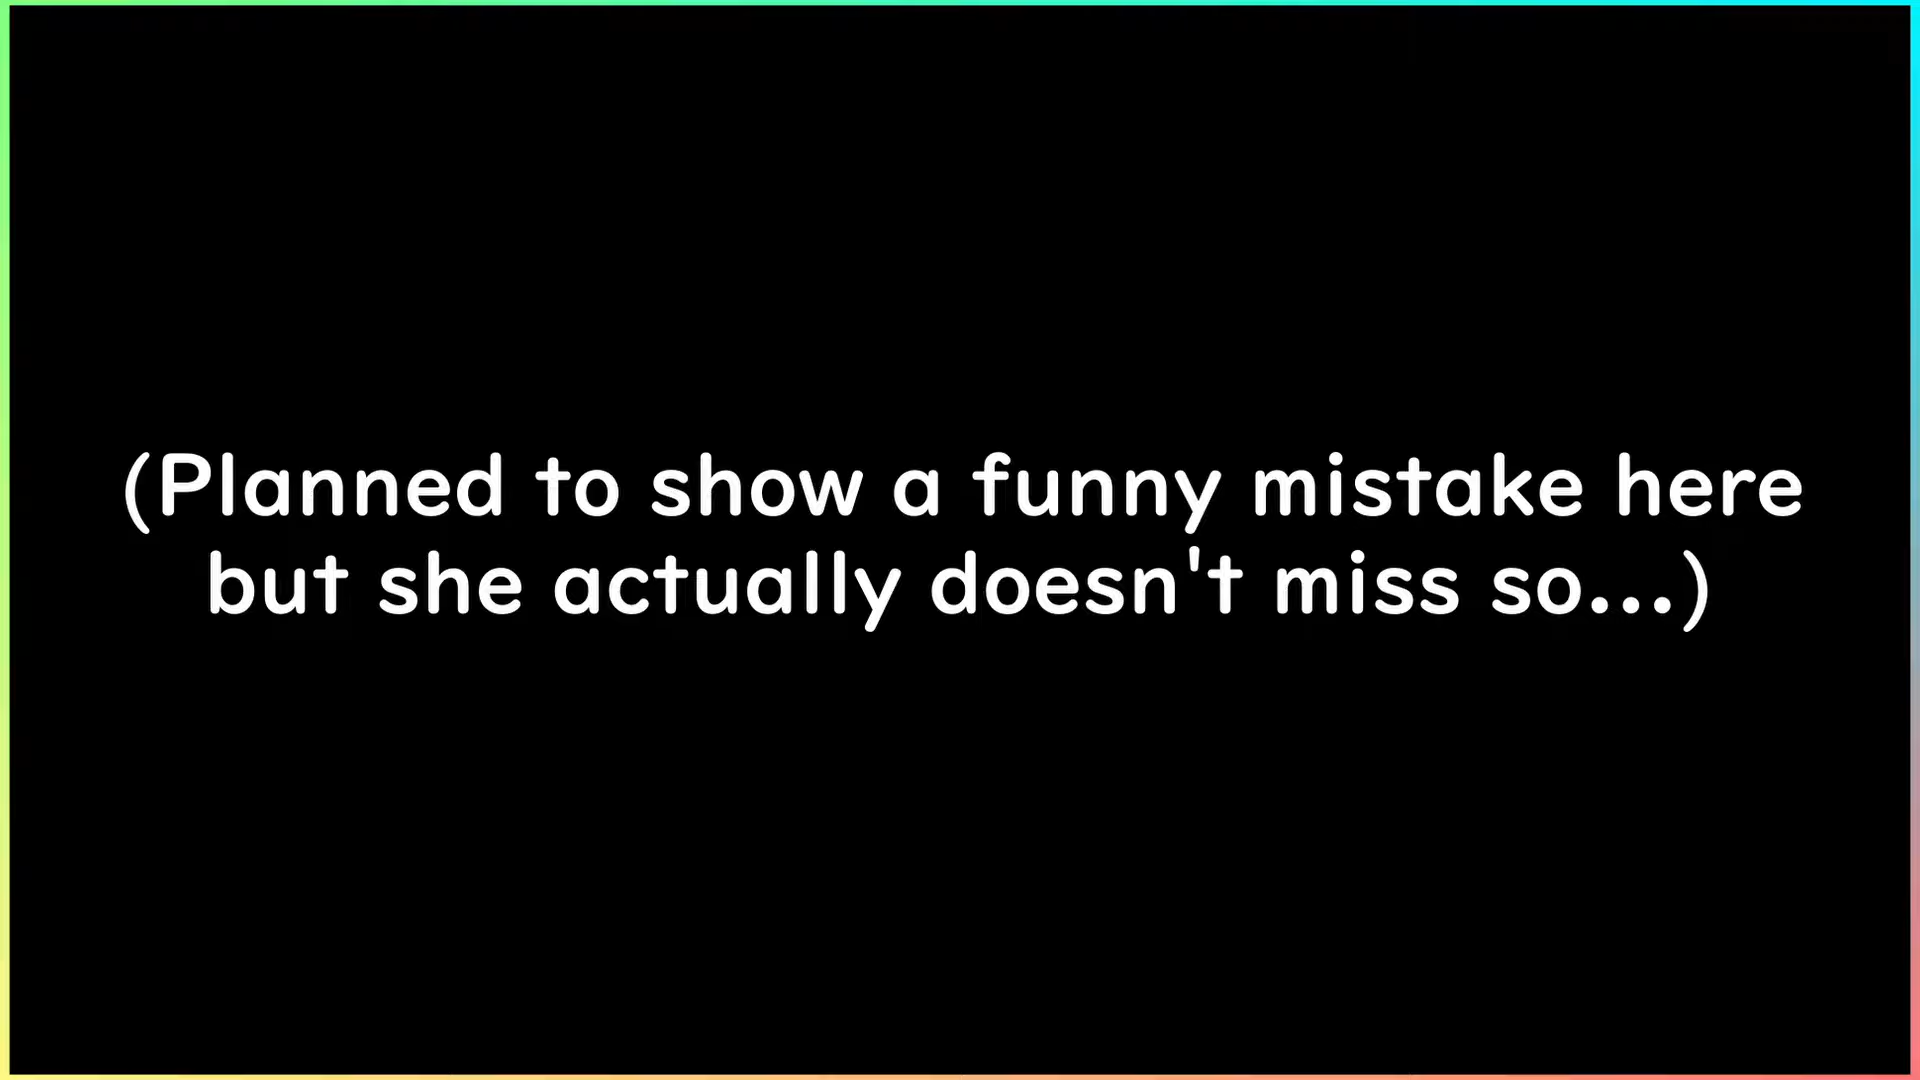 (Planned to show a funny mistake here
but she actually doesn't miss so...)